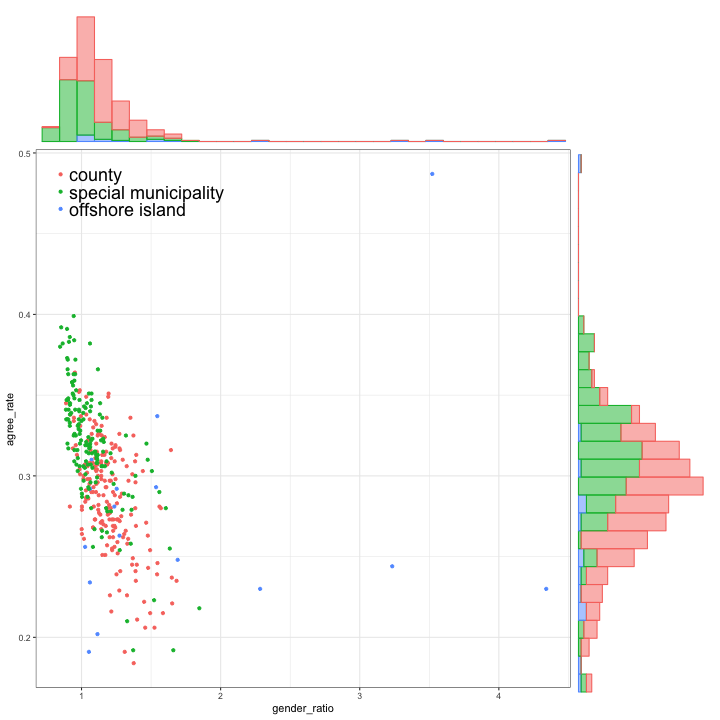 0.5
county
special municipality
offshore island
0.4
agree_rate
0.3
0.2
1 2 3 4
gender_ratio